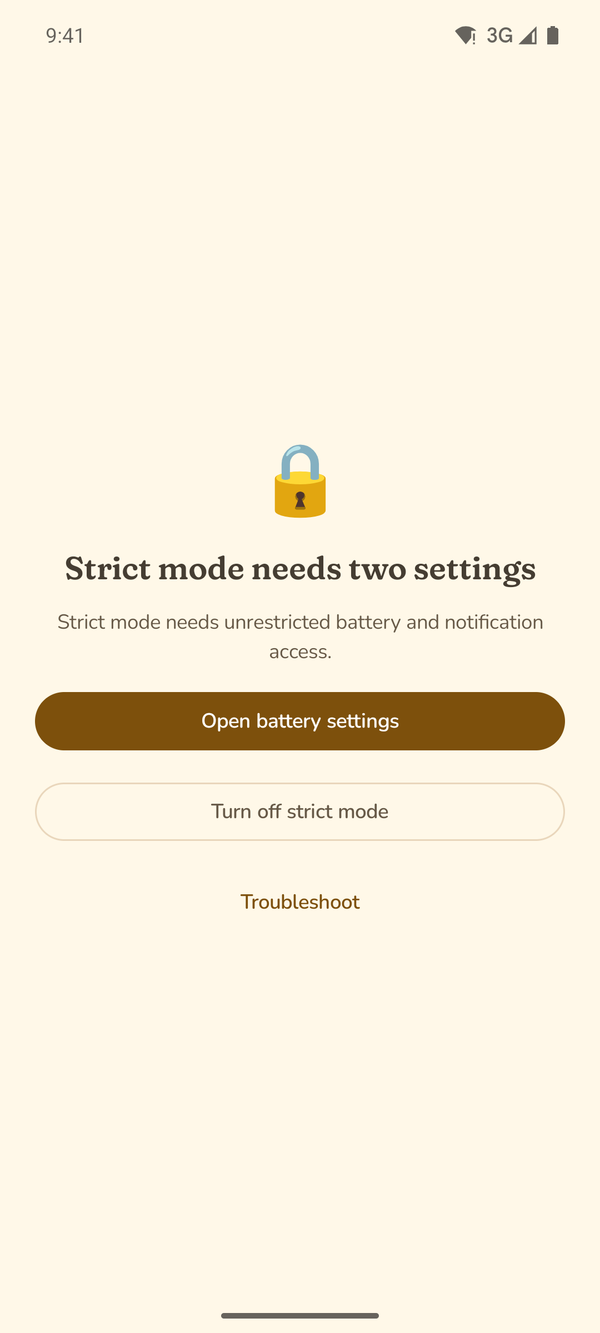 9:41
3G
Strict mode needs two settings
Strict mode needs unrestricted battery and notification
access.
Open battery settings
Turn off strict mode
Troubleshoot